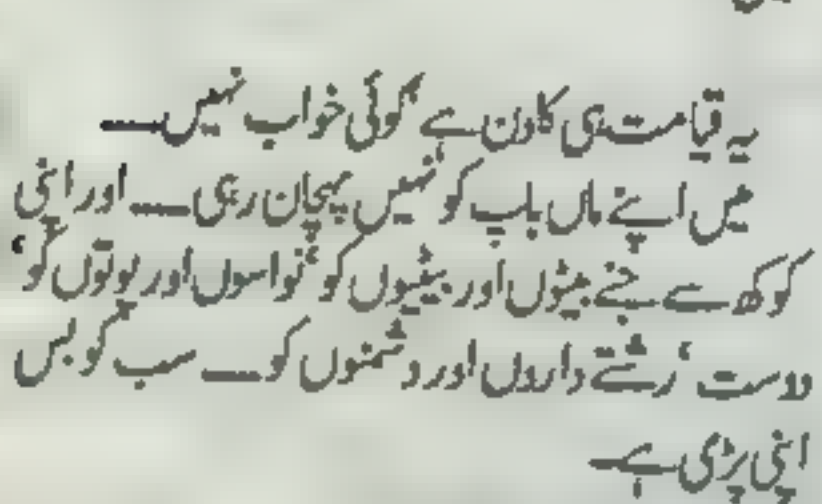 یہ قیامت ہی کا دن ہے کوئی خواب نہیں۔۔۔
میں اپنے ماں باپ کو نہیں پہچان رہی۔۔۔ اور اپنی
کوکھ سے جنے بیٹوں اور بیٹیوں کو‘ نواسوں اور پوتوں کو‘
دوست‘ رشتے داروں اور دشمنوں کو۔۔۔ سب کو بس
اپنی پڑی ہے۔